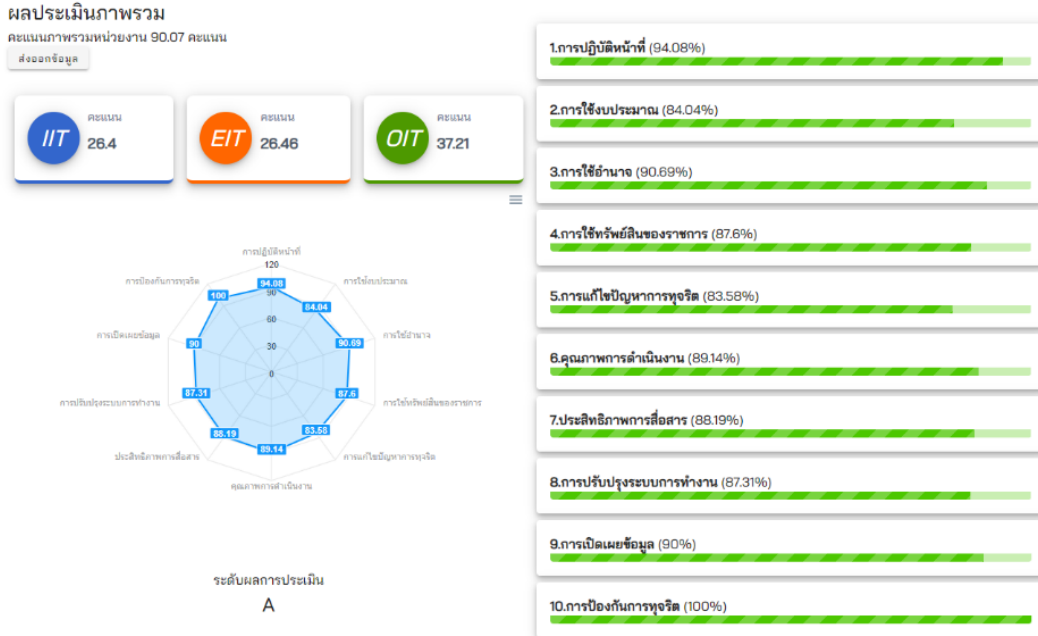 ผลประเมินภาพรวม
คะแนนภาพรวมหน่วยงาน 90.07 คะแนน
ส่งออกข้อมูล
IIT
คะแนน
26.4
EIT
คะแนน
26.46
OIT
คะแนน
37.21
การปฏิบัติหน้าที่
120
การป้องกันการทุจริต
การใช้งบประมาณ
94.08
100
90
84.04
60
การเปิดเผยข้อมูล
การใช้อำนาจ
90
30
90.69
0
87.31
87.6
การปรับปรุงระบบการทำงาน
การใช้ทรัพย์สินของราชการ
88.19
83.58
89.14
ประสิทธิภาพการสื่อสาร
การแก้ไขปัญหาการทุจริต
คุณภาพการดำเนินงาน
ระดับผลการประเมิน
A
1.การปฏิบัติหน้าที่ (94.08%)
2.การใช้งบประมาณ (84.04%)
3.การใช้อำนาจ (90.69%)
4.การใช้ทรัพย์สินของราชการ (87.6%)
5.การแก้ไขปัญหาการทุจริต (83.58%)
6.คุณภาพการดำเนินงาน (89.14%)
7.ประสิทธิภาพการสื่อสาร (88.19%)
8.การปรับปรุงระบบการทำงาน (87.31%)
9.การเปิดเผยข้อมูล (90%)
10.การป้องกันการทุจริต (100%)